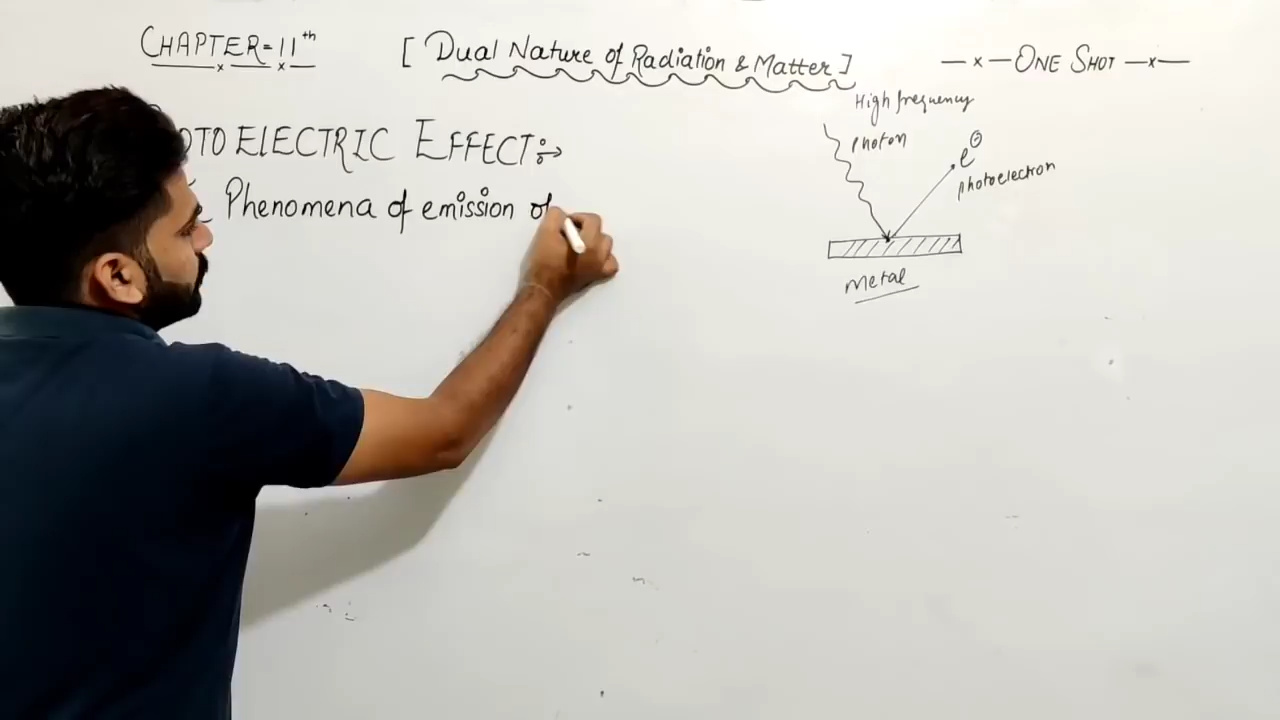 CHAPTER-11th [Dual Nature of Radiation & Matter] —x—ONE SHOT—x—
High frequency
photon
e⊖
photoelectron
ELECTRIC EFFECT:→
Phenomena of emission of
metal